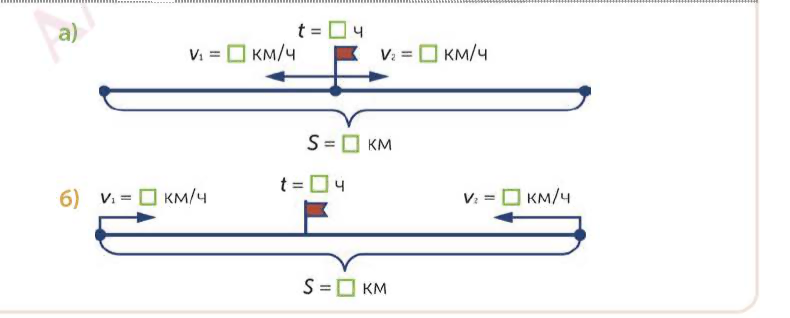 а)
t = □ ч
v₁ = □ км/ч v₂ = □ км/ч
S = □ км
б) v₁ = □ км/ч t = □ ч v₂ = □ км/ч
S = □ км